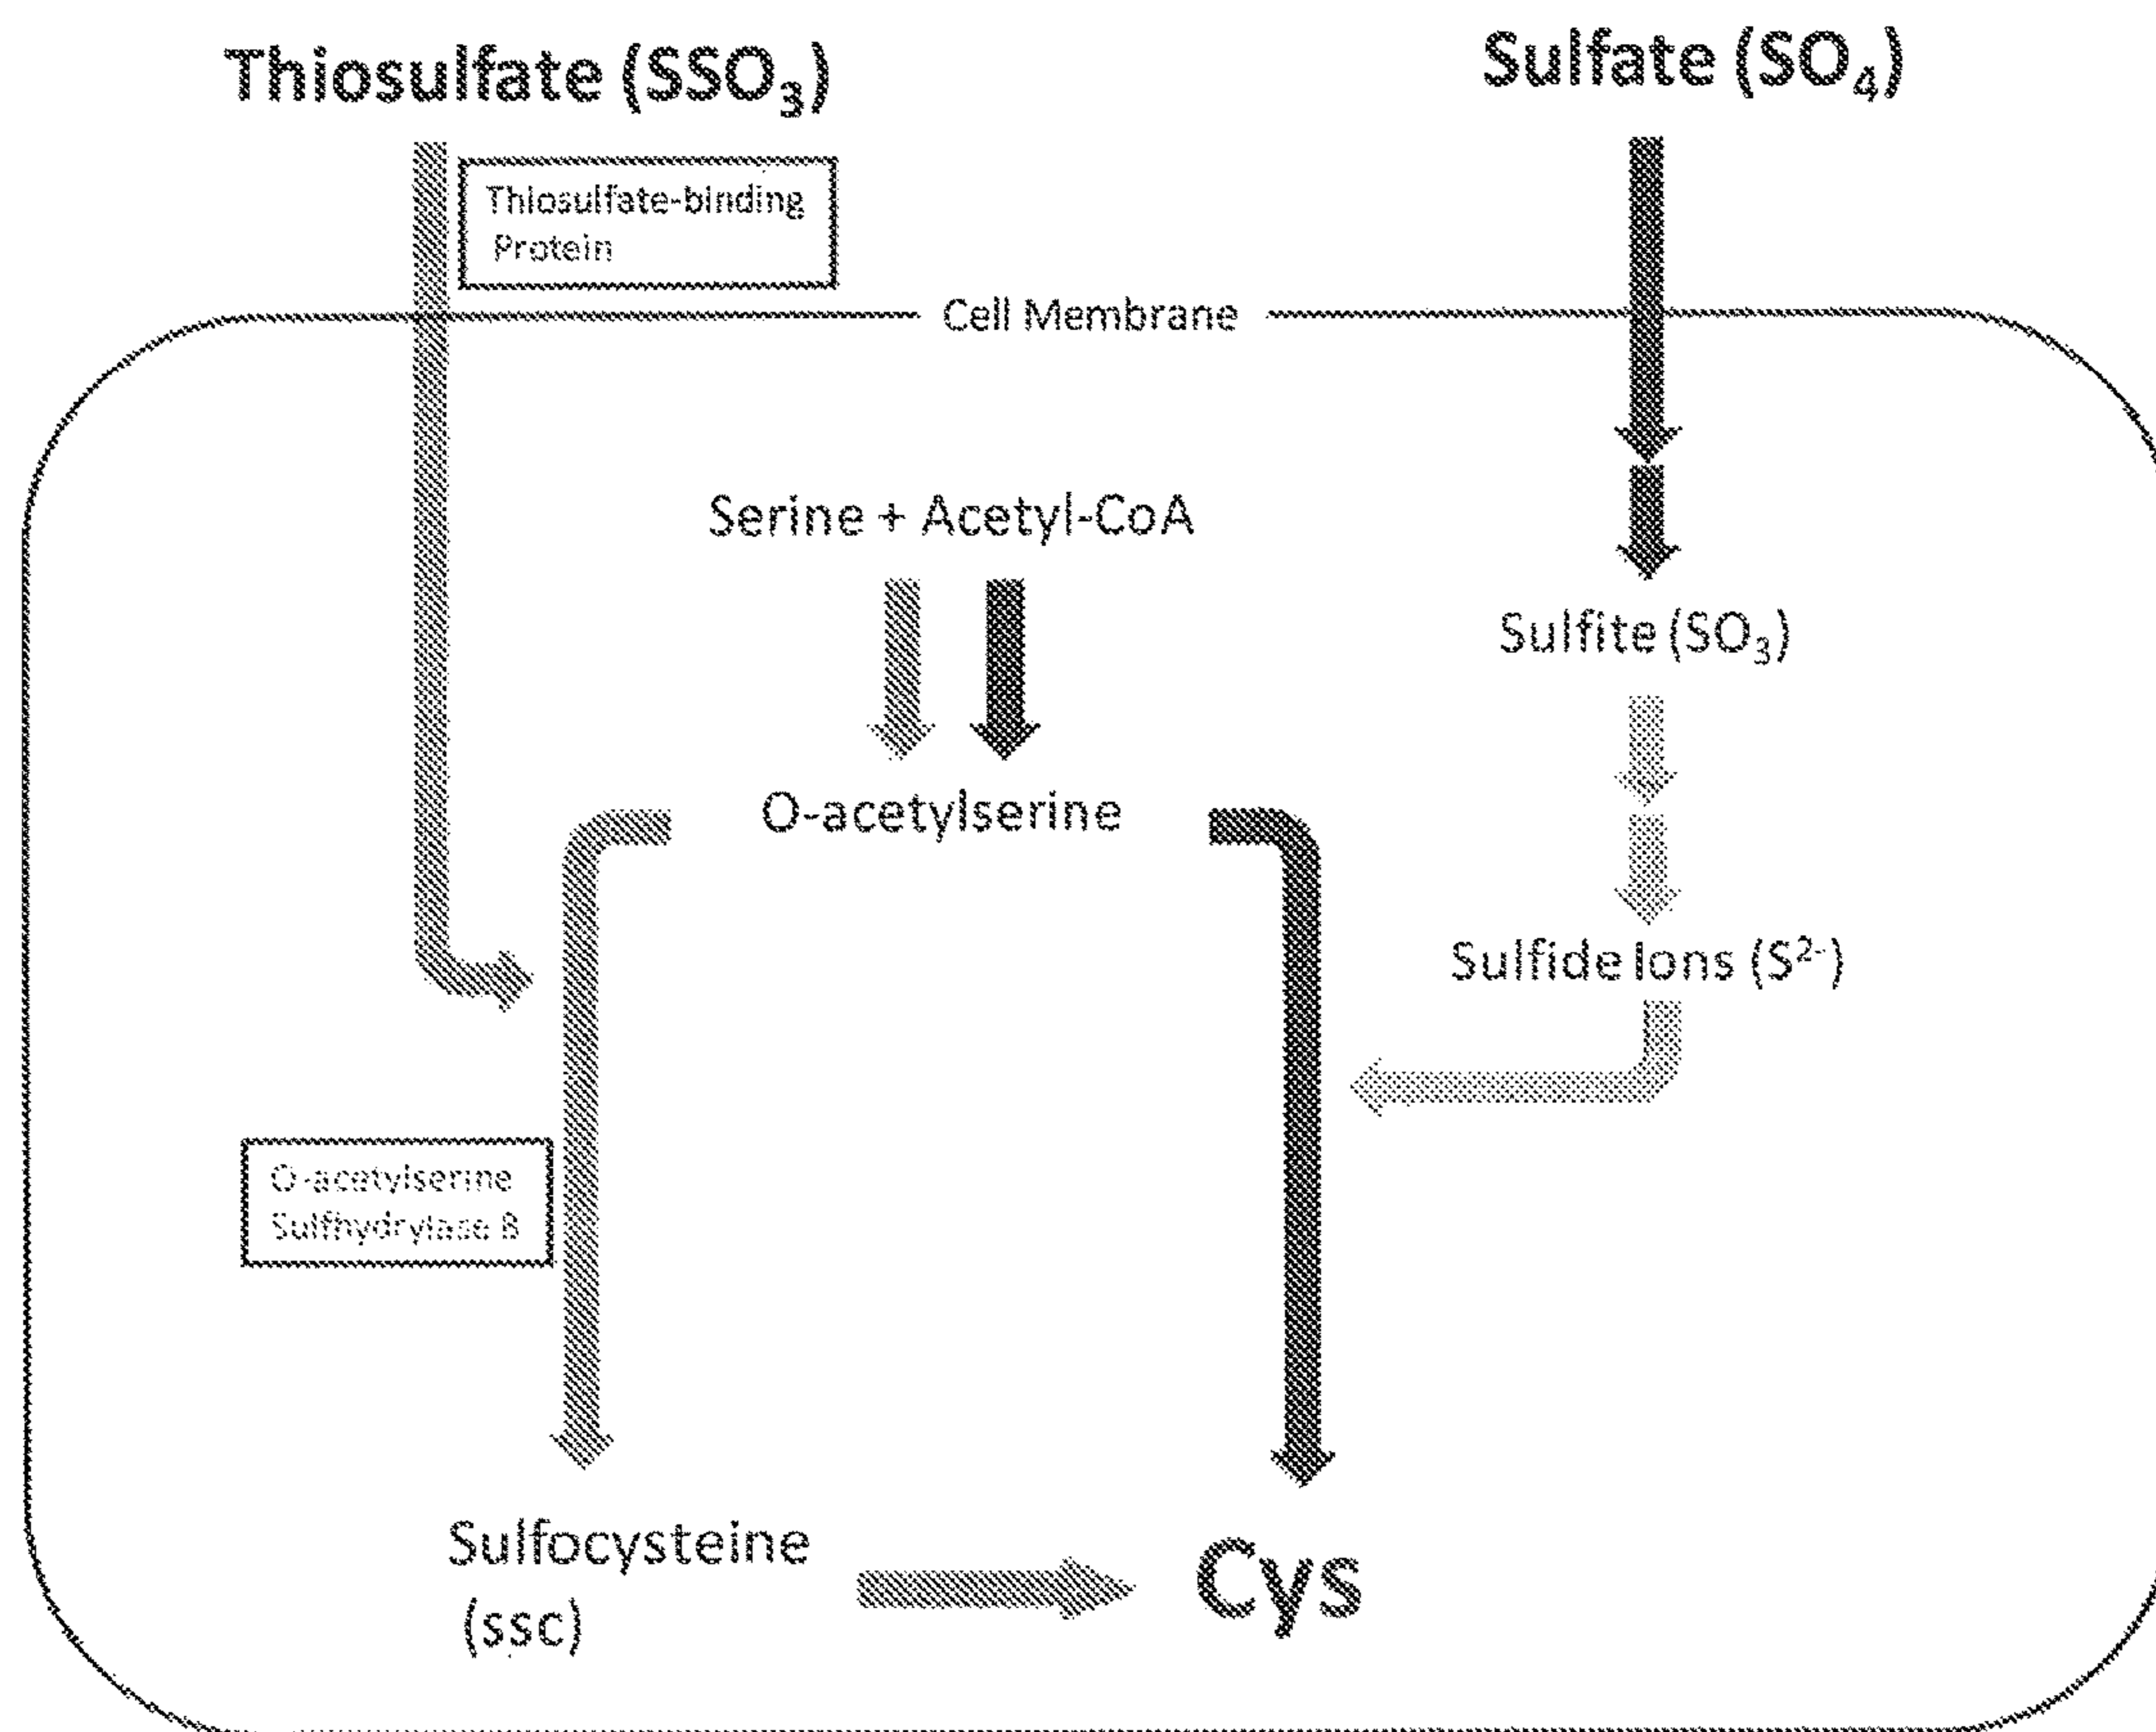 Thiosulfate (SSO₃)
Sulfate (SO₄)
Thiosulfate-binding
Protein
Cell Membrane
Serine + Acetyl-CoA
Sulfite (SO₃)
O-acetylserine
Sulfide Ions (S²⁻)
O-acetylserine
Sulfhydrylase B
Sulfocysteine
(ssc)
Cys